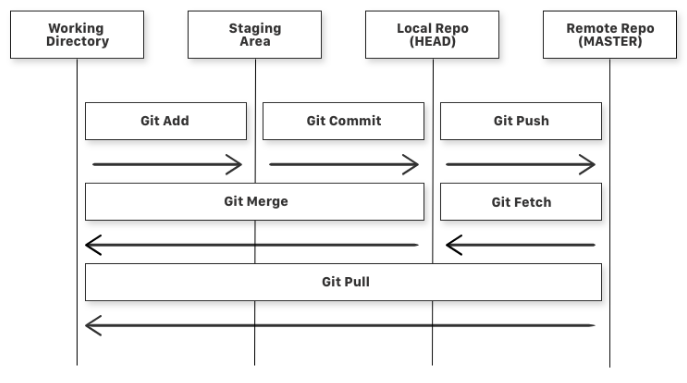 Working
Directory
Staging
Area
Local Repo
(HEAD)
Remote Repo
(MASTER)
Git Add
Git Commit
Git Push
Git Merge
Git Fetch
Git Pull